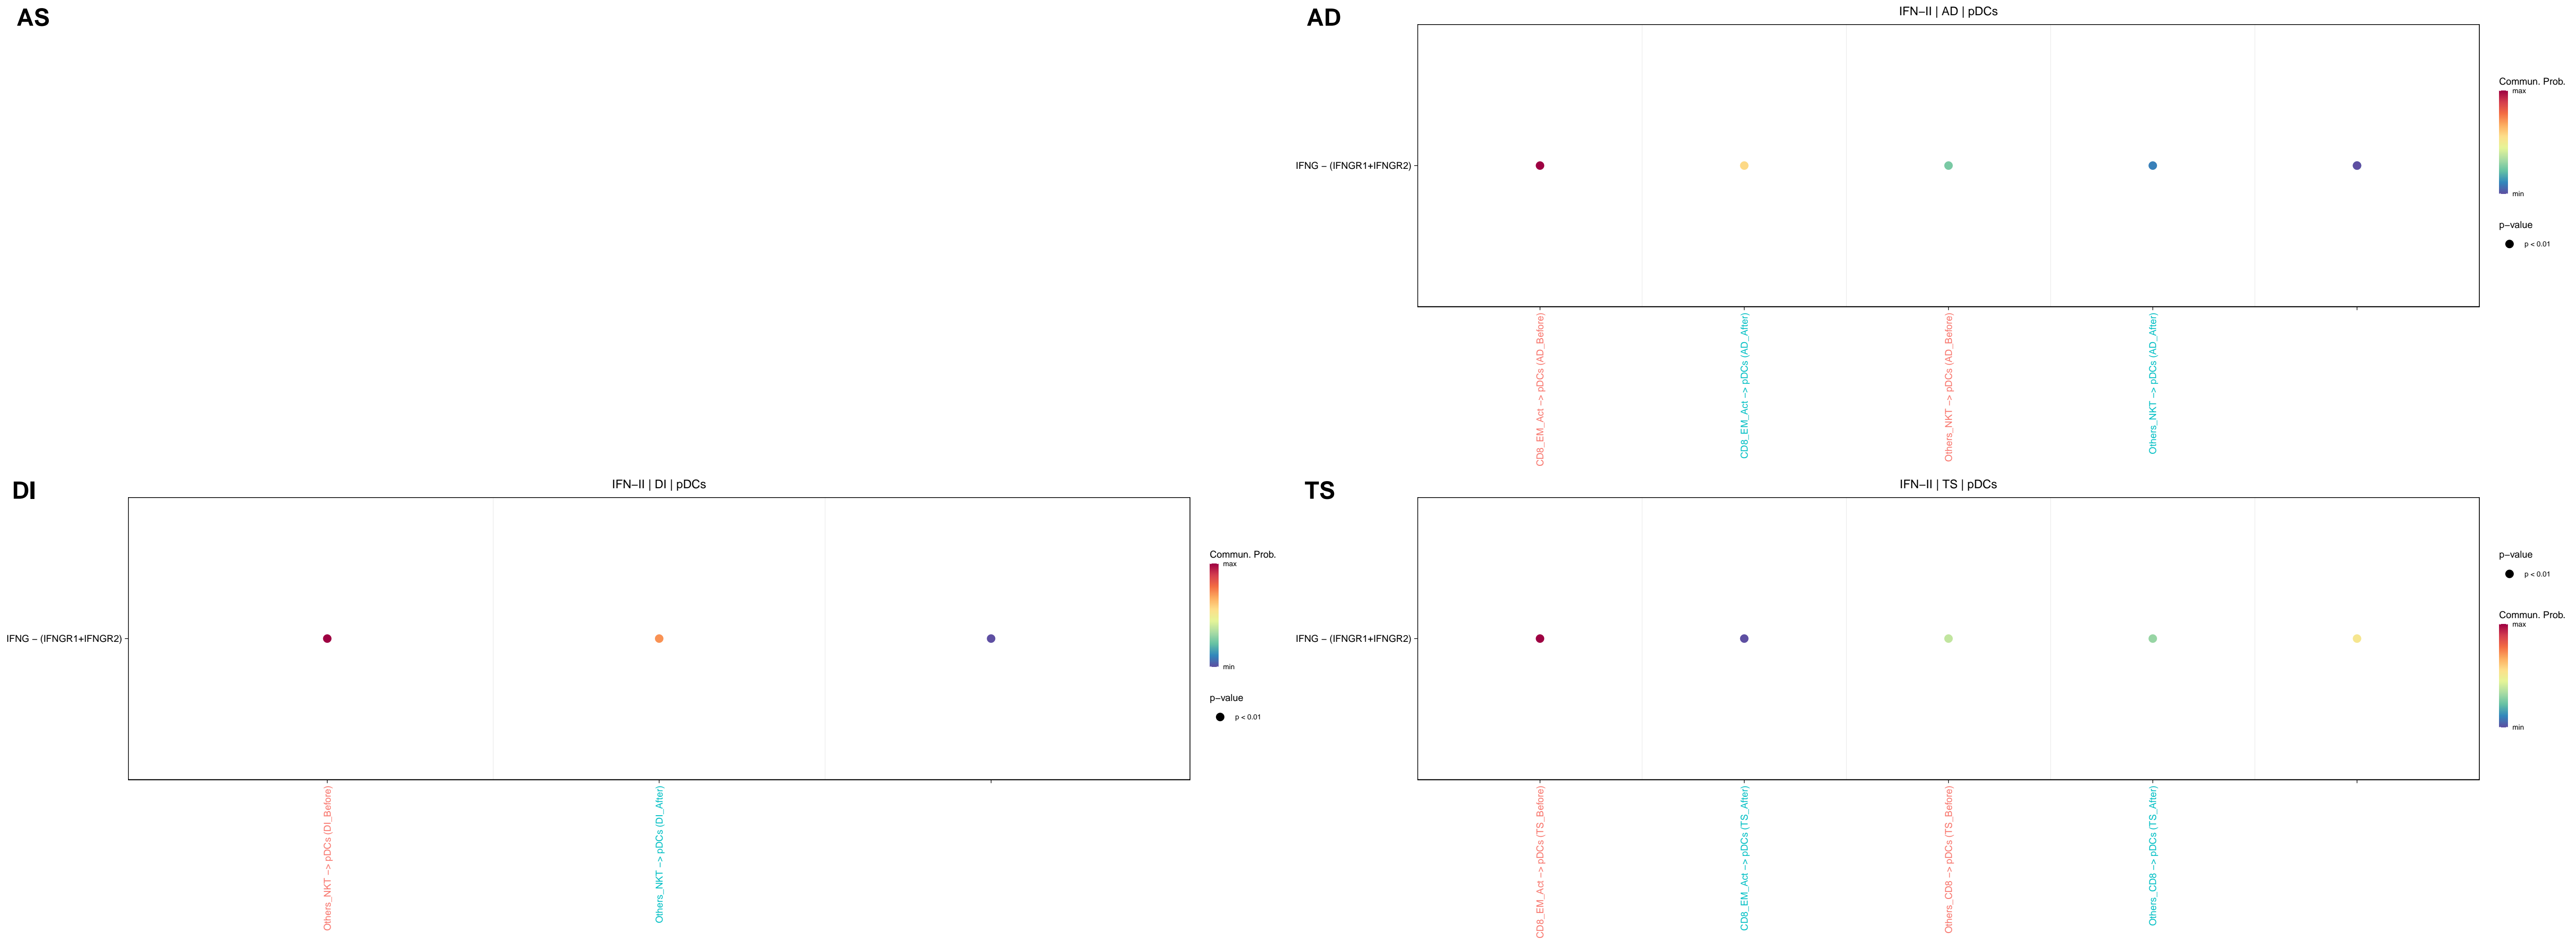 AS
AD
IFN−II | AD | pDCs
IFNG − (IFNGR1+IFNGR2)
CD8_EM_Act −> pDCs (AD_Before)
CD8_EM_Act −> pDCs (AD_After)
Others_NKT −> pDCs (AD_Before)
Others_NKT −> pDCs (AD_After)
Commun. Prob.
max
min
p−value
p < 0.01
DI
IFN−II | DI | pDCs
IFNG − (IFNGR1+IFNGR2)
Others_NKT −> pDCs (DI_Before)
Others_NKT −> pDCs (DI_After)
Commun. Prob.
max
min
p−value
p < 0.01
TS
IFN−II | TS | pDCs
IFNG − (IFNGR1+IFNGR2)
CD8_EM_Act −> pDCs (TS_Before)
CD8_EM_Act −> pDCs (TS_After)
Others_CD8 −> pDCs (TS_Before)
Others_CD8 −> pDCs (TS_After)
p−value
p < 0.01
Commun. Prob.
max
min